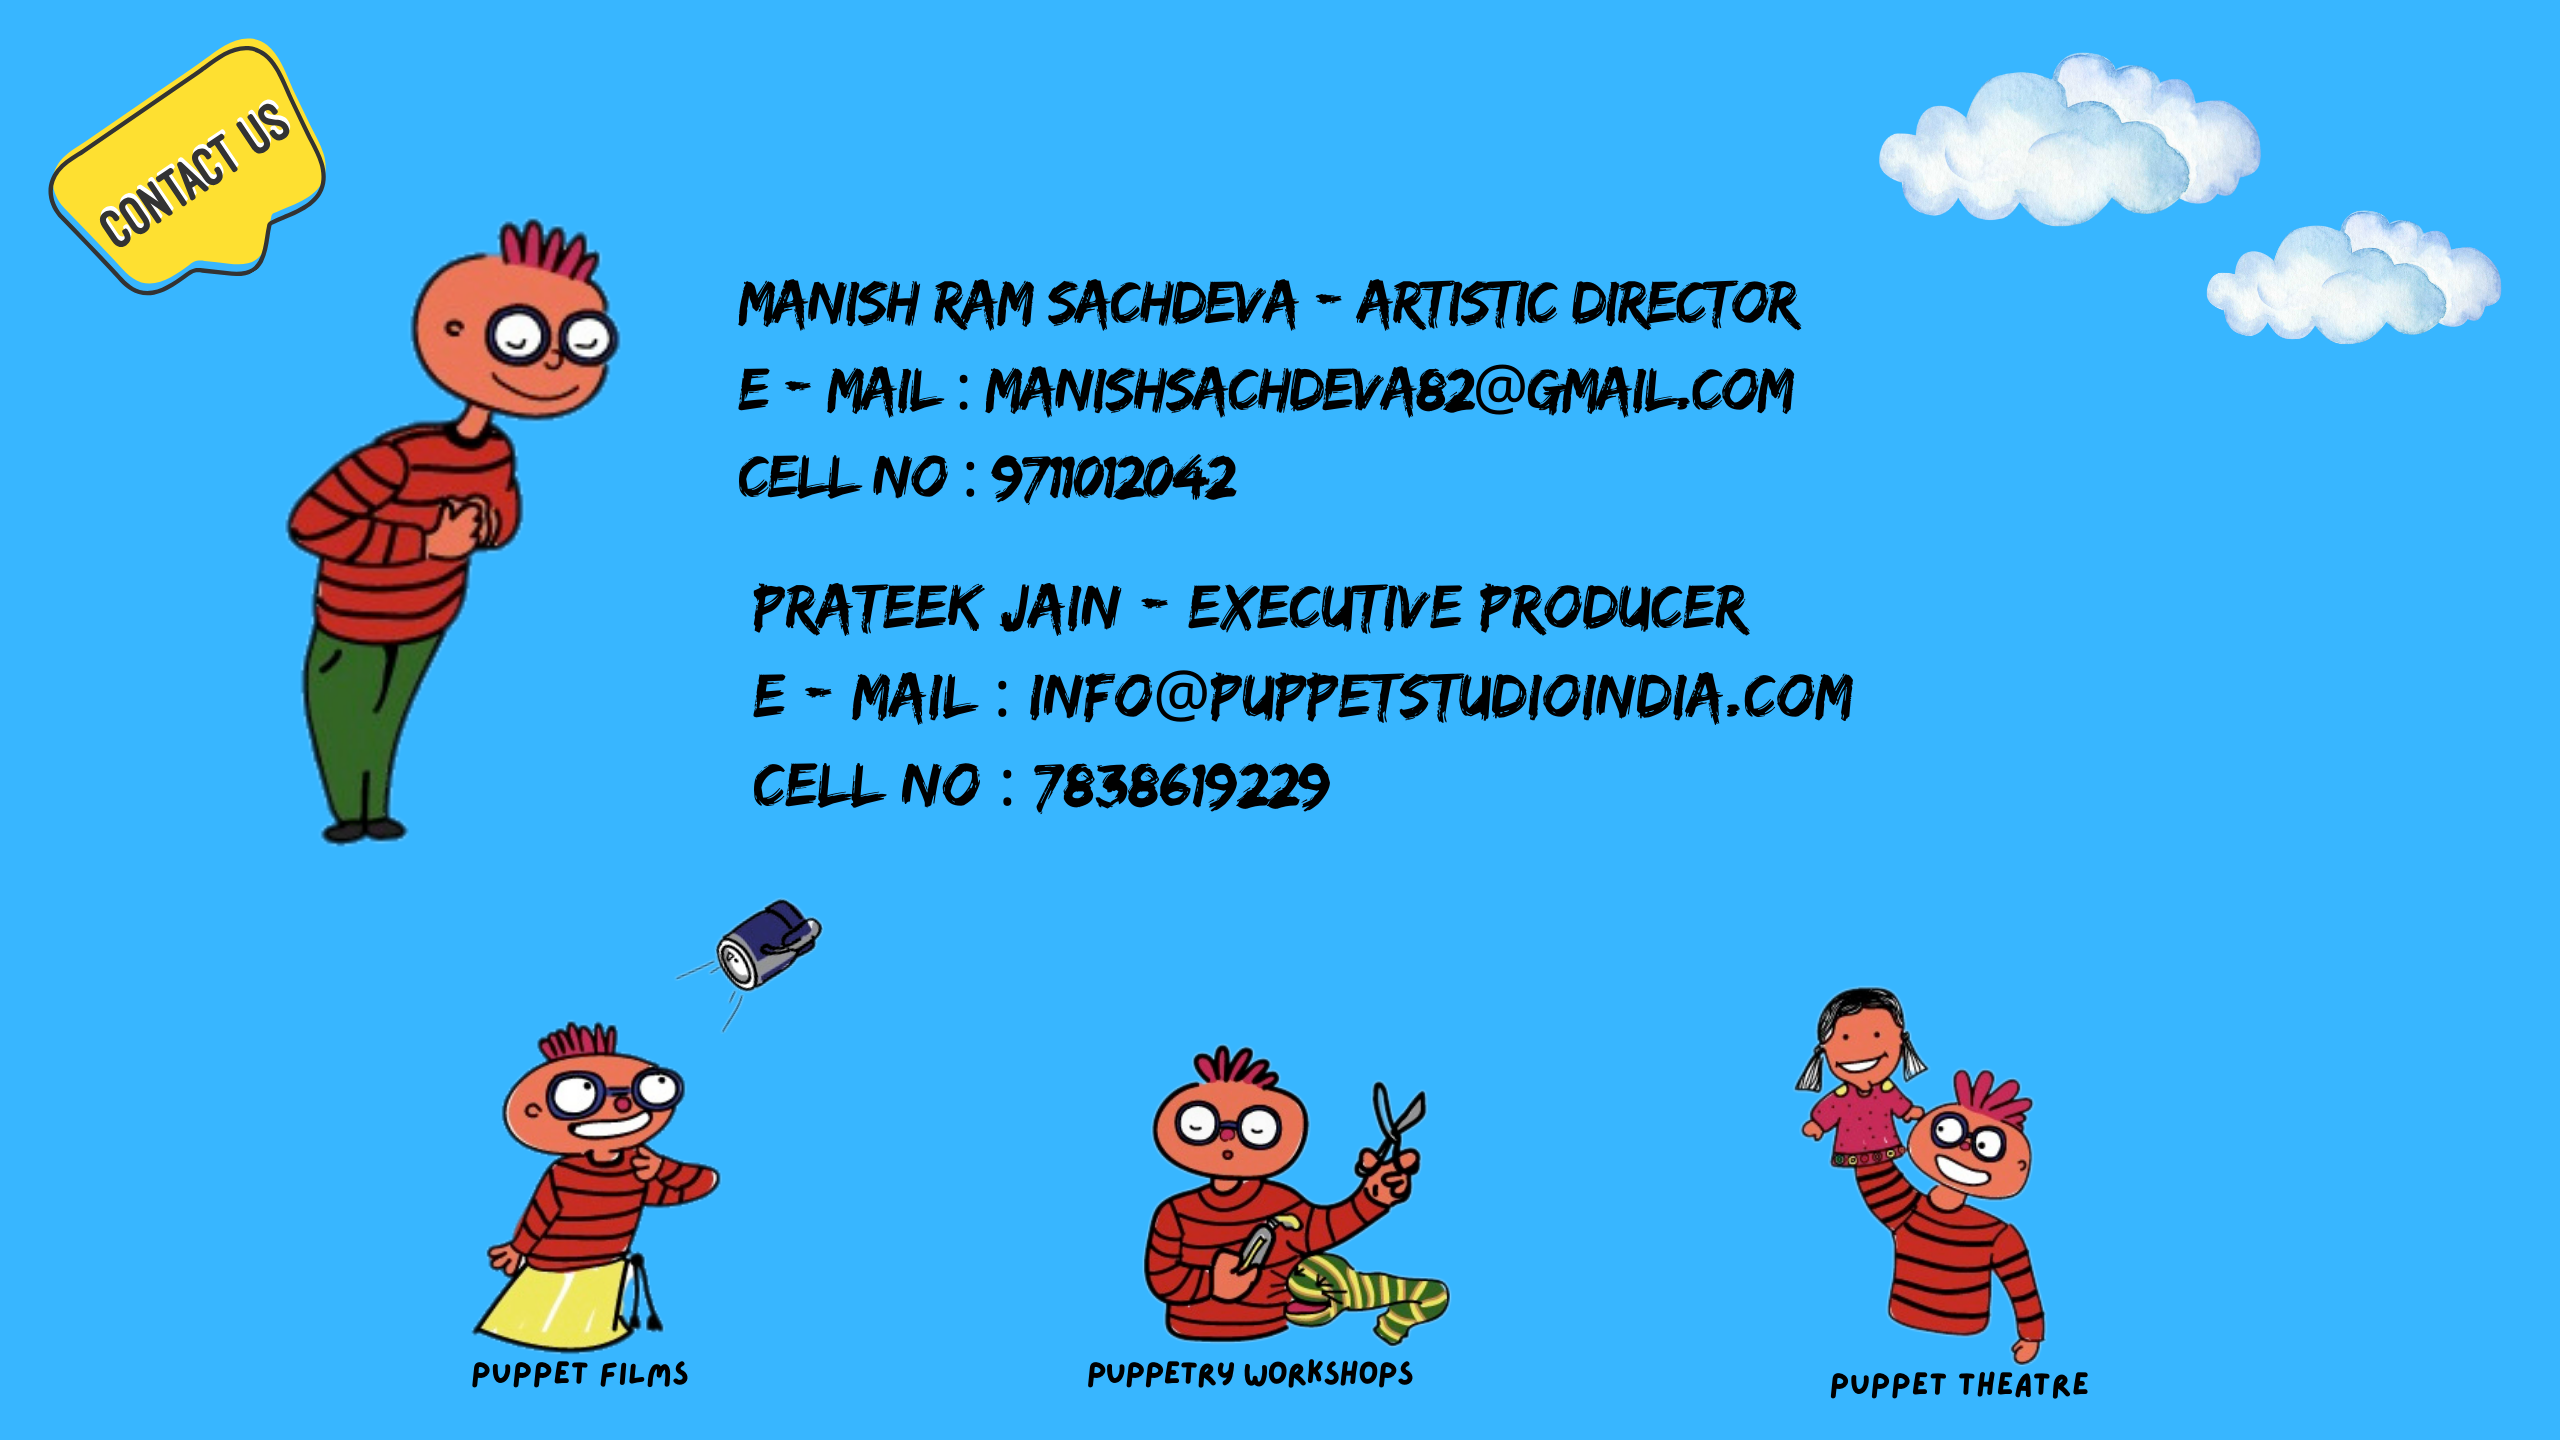 CONTACT US
MANISH RAM SACHDEVA - ARTISTIC DIRECTOR
E - MAIL : MANISHSACHDEVA82@GMAIL.COM
CELL NO : 9711012042
PRATEEK JAIN - EXECUTIVE PRODUCER
E - MAIL : INFO@PUPPETSTUDIOINDIA.COM
CELL NO : 7838619229
PUPPET FILMS
PUPPETRY WORKSHOPS
PUPPET THEATRE